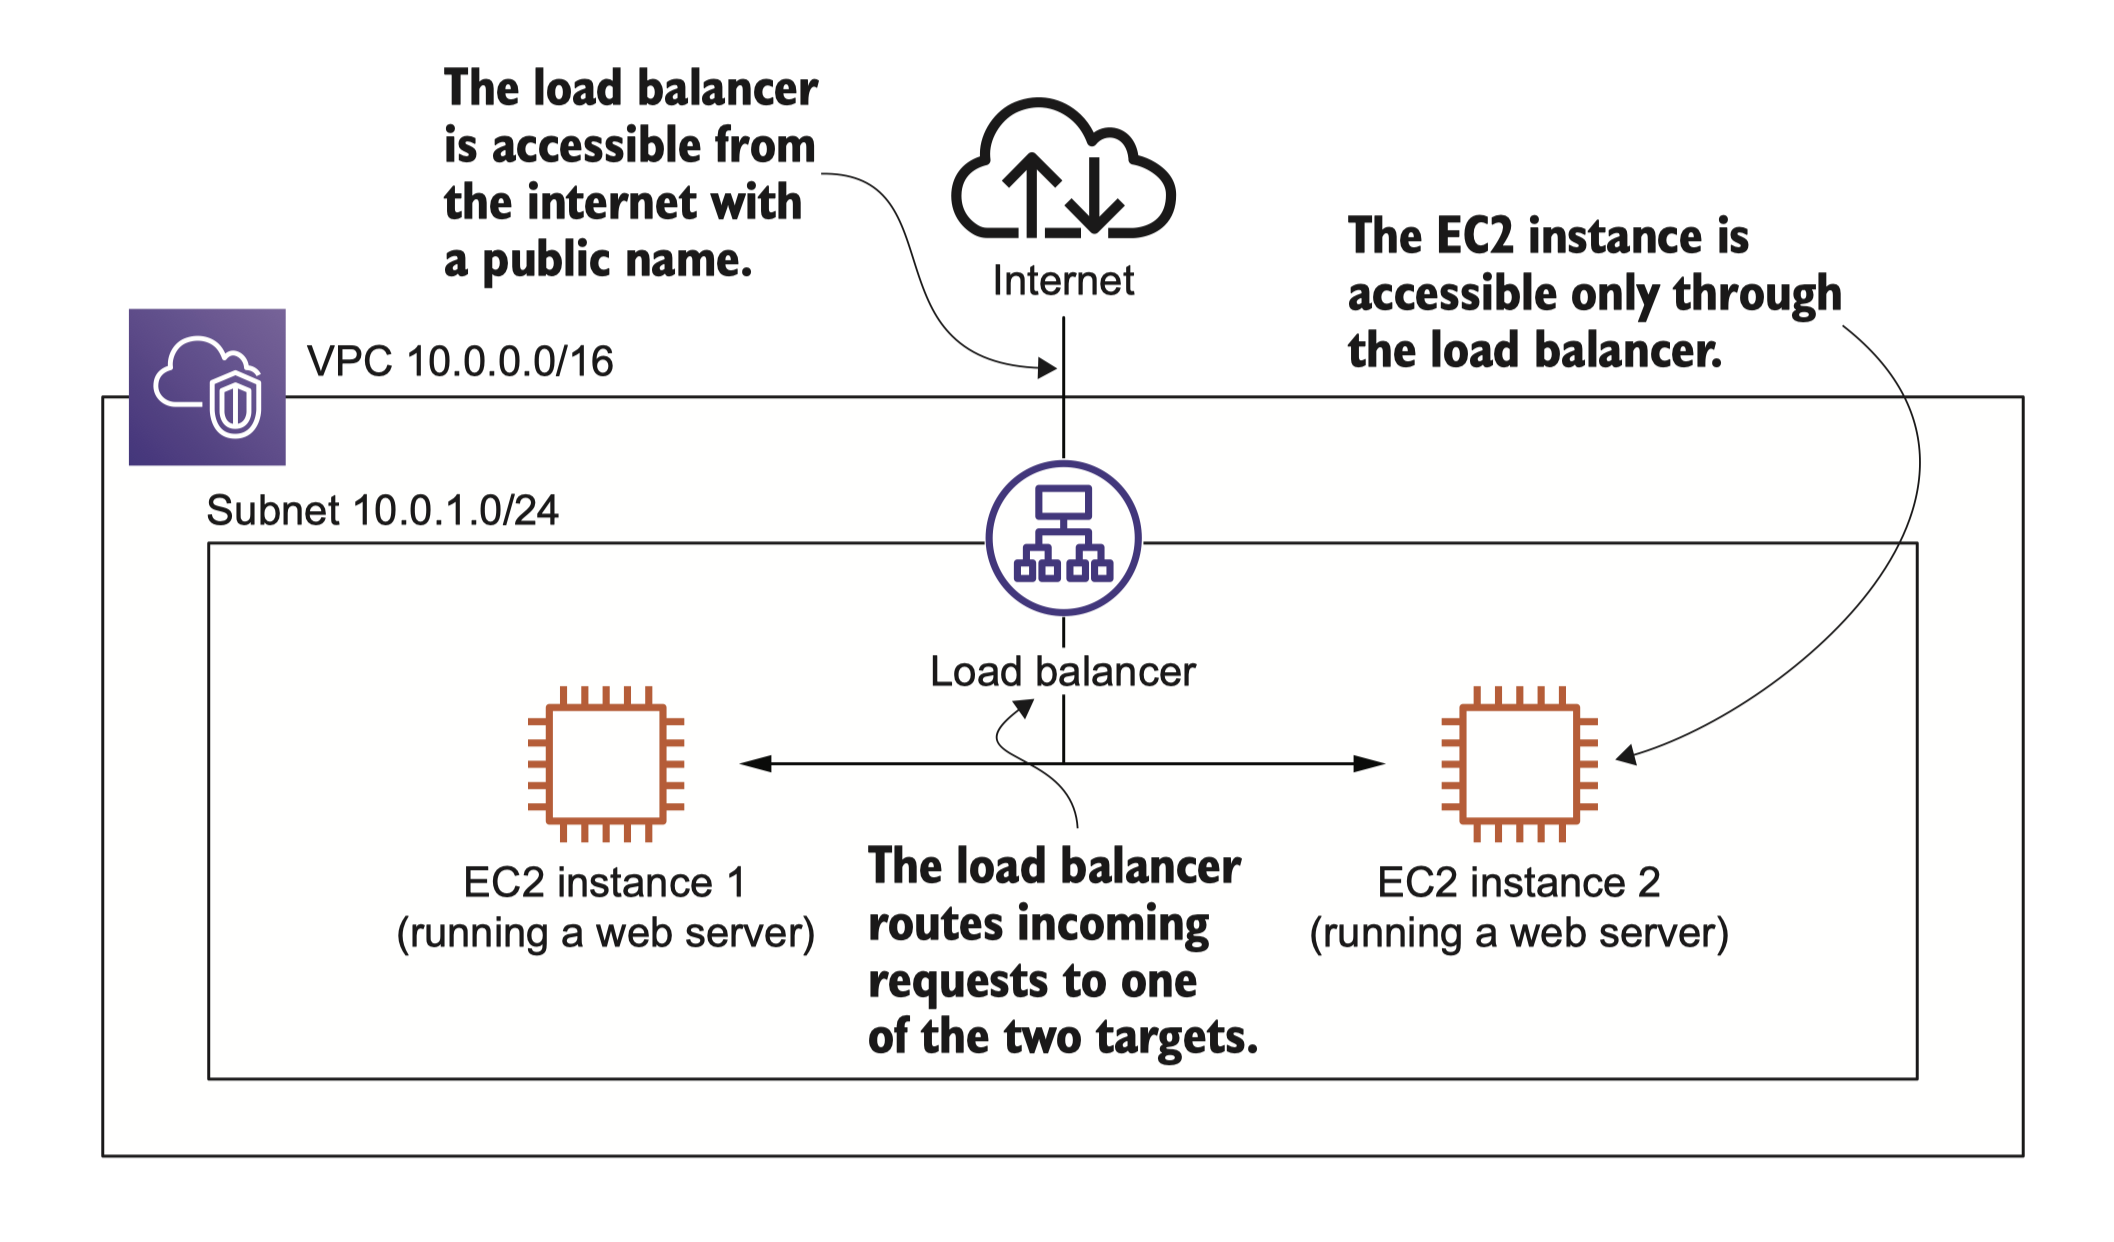 The load balancer
is accessible from
the internet with
a public name.
Internet
The EC2 instance is
accessible only through
the load balancer.
VPC 10.0.0.0/16
Subnet 10.0.1.0/24
Load balancer
EC2 instance 1
(running a web server)
The load balancer
routes incoming
requests to one
of the two targets.
EC2 instance 2
(running a web server)